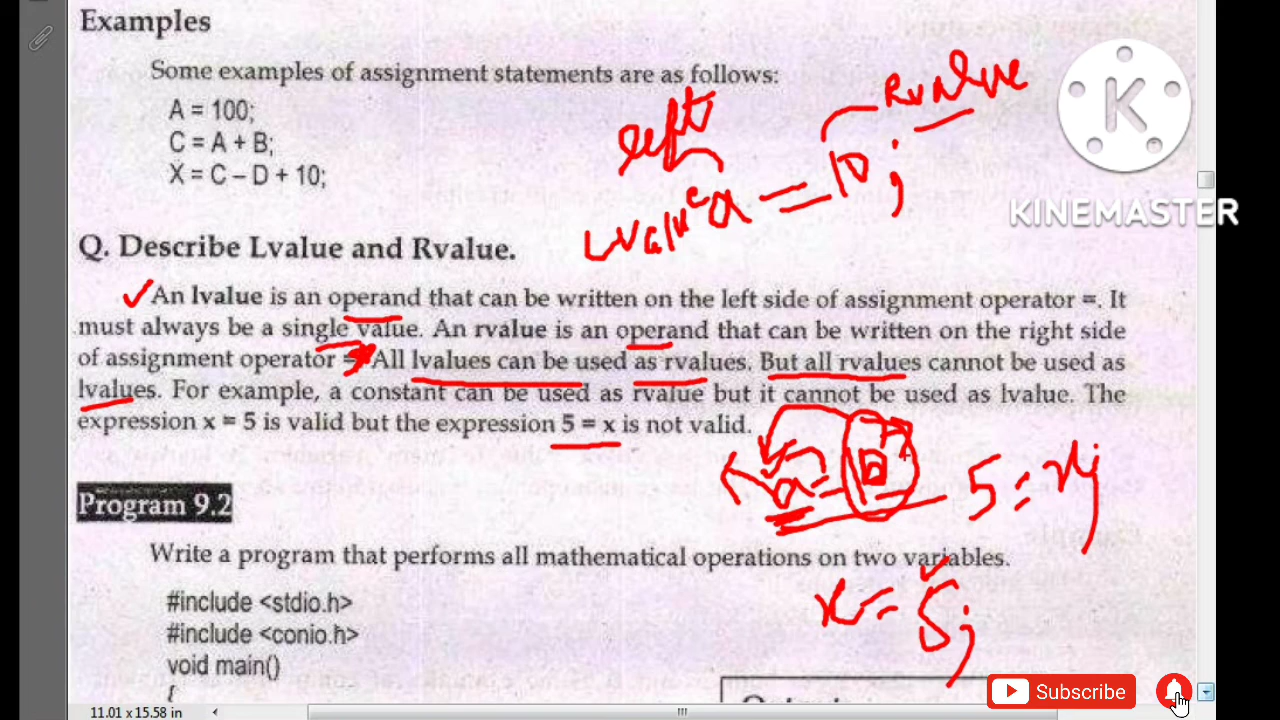 Examples
Some examples of assignment statements are as follows:
A = 100;
C = A + B;
X = C – D + 10;
left
Rvalue
Lvalue a = 10;
KINEMASTER
Q. Describe Lvalue and Rvalue.
An lvalue is an operand that can be written on the left side of assignment operator =. It
must always be a single value. An rvalue is an operand that can be written on the right side
of assignment operator =. All lvalues can be used as rvalues. But all rvalues cannot be used as
lvalues. For example, a constant can be used as rvalue but it cannot be used as lvalue. The
expression x = 5 is valid but the expression 5 = x is not valid.
a =
5 = x;
Program 9.2
Write a program that performs all mathematical operations on two variables.
x = 5;
#include <stdio.h>
#include <conio.h>
void main()
{
Subscribe
11.01 x 15.58 in